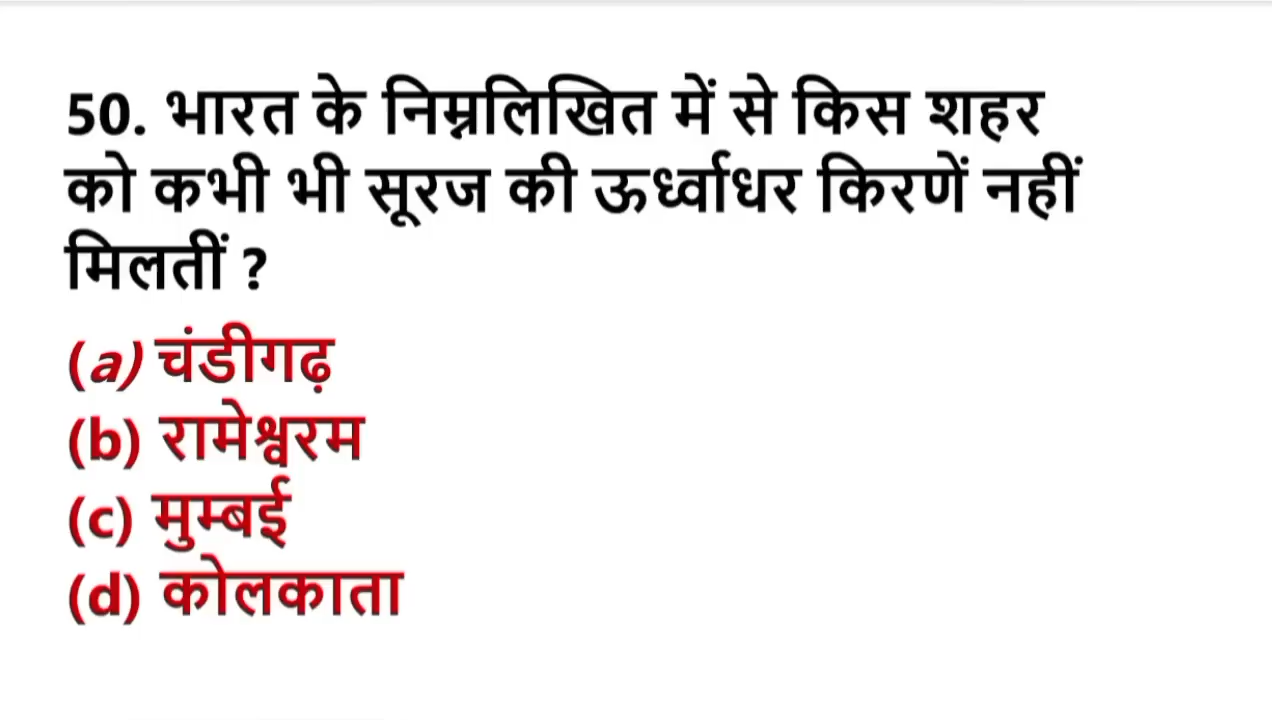 50. भारत के निम्नलिखित में से किस शहर
को कभी भी सूरज की ऊर्ध्वाधर किरणें नहीं
मिलतीं ?
(a) चंडीगढ़
(b) रामेश्वरम
(c) मुम्बई
(d) कोलकाता